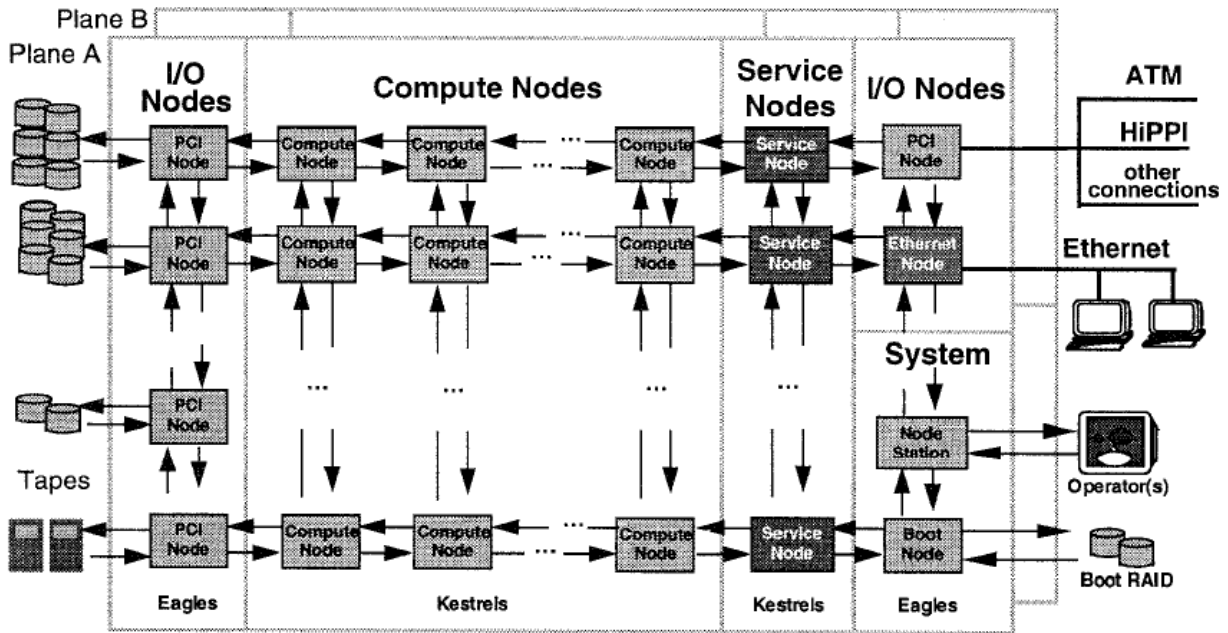 Plane B
Plane A
I/O Nodes
Compute Nodes
Service Nodes
I/O Nodes
ATM
HiPPI
other connections
PCI Node
Compute Node
Compute Node
...
Compute Node
Service Node
PCI Node
PCI Node
Compute Node
Compute Node
...
Compute Node
Service Node
Ethernet Node
Ethernet
System
...
...
...
...
PCI Node
Node Station
Operator(s)
Tapes
PCI Node
Compute Node
Compute Node
...
Compute Node
Service Node
Boot Node
Boot RAID
Eagles
Kestrels
Kestrels
Eagles